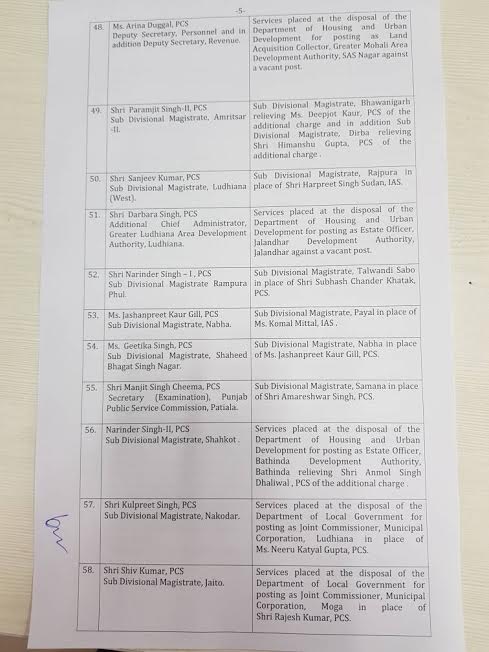 -5-
48. Ms. Arina Duggal, PCS
Deputy Secretary, Personnel and in
addition Deputy Secretary, Revenue.
Services placed at the disposal of the
Department of Housing and Urban
Development for posting as Land
Acquisition Collector, Greater Mohali Area
Development Authority, SAS Nagar against
a vacant post.
49. Shri Paramjit Singh-II, PCS
Sub Divisional Magistrate, Amritsar
-II.
Sub Divisional Magistrate, Bhawanigarh
relieving Ms. Deepjot Kaur, PCS of the
additional charge and in addition Sub
Divisional Magistrate, Dirba relieving
Shri Himanshu Gupta, PCS of the
additional charge .
50. Shri Sanjeev Kumar, PCS
Sub Divisional Magistrate, Ludhiana
(West).
Sub Divisional Magistrate, Rajpura in
place of Shri Harpreet Singh Sudan, IAS.
51. Shri Darbara Singh, PCS
Additional Chief Administrator,
Greater Ludhiana Area Development
Authority, Ludhiana.
Services placed at the disposal of the
Department of Housing and Urban
Development for posting as Estate Officer,
Jalandhar Development Authority,
Jalandhar against a vacant post.
52. Shri Narinder Singh – I , PCS
Sub Divisional Magistrate Rampura
Phul.
Sub Divisional Magistrate, Talwandi Sabo
in place of Shri Subhash Chander Khatak,
PCS.
53. Ms. Jashanpreet Kaur Gill, PCS
Sub Divisional Magistrate, Nabha.
Sub Divisional Magistrate, Payal in place of
Ms. Komal Mittal, IAS .
54. Ms. Geetika Singh, PCS
Sub Divisional Magistrate, Shaheed
Bhagat Singh Nagar.
Sub Divisional Magistrate, Nabha in place
of Ms. Jashanpreet Kaur Gill, PCS.
55. Shri Manjit Singh Cheema, PCS
Secretary (Examination), Punjab
Public Service Commission, Patiala.
Sub Divisional Magistrate, Samana in place
of Shri Amareshwar Singh, PCS.
56. Narinder Singh-II, PCS
Sub Divisional Magistrate, Shahkot .
Services placed at the disposal of the
Department of Housing and Urban
Development for posting as Estate Officer,
Bathinda Development Authority,
Bathinda relieving Shri Anmol Singh
Dhaliwal , PCS of the additional charge .
57. Shri Kulpreet Singh, PCS
Sub Divisional Magistrate, Nakodar.
Services placed at the disposal of the
Department of Local Government for
posting as Joint Commissioner, Municipal
Corporation, Ludhiana in place of
Ms. Neeru Katyal Gupta, PCS.
58. Shri Shiv Kumar, PCS
Sub Divisional Magistrate, Jaito.
Services placed at the disposal of the
Department of Local Government for
posting as Joint Commissioner, Municipal
Corporation, Moga in place of
Shri Rajesh Kumar, PCS.